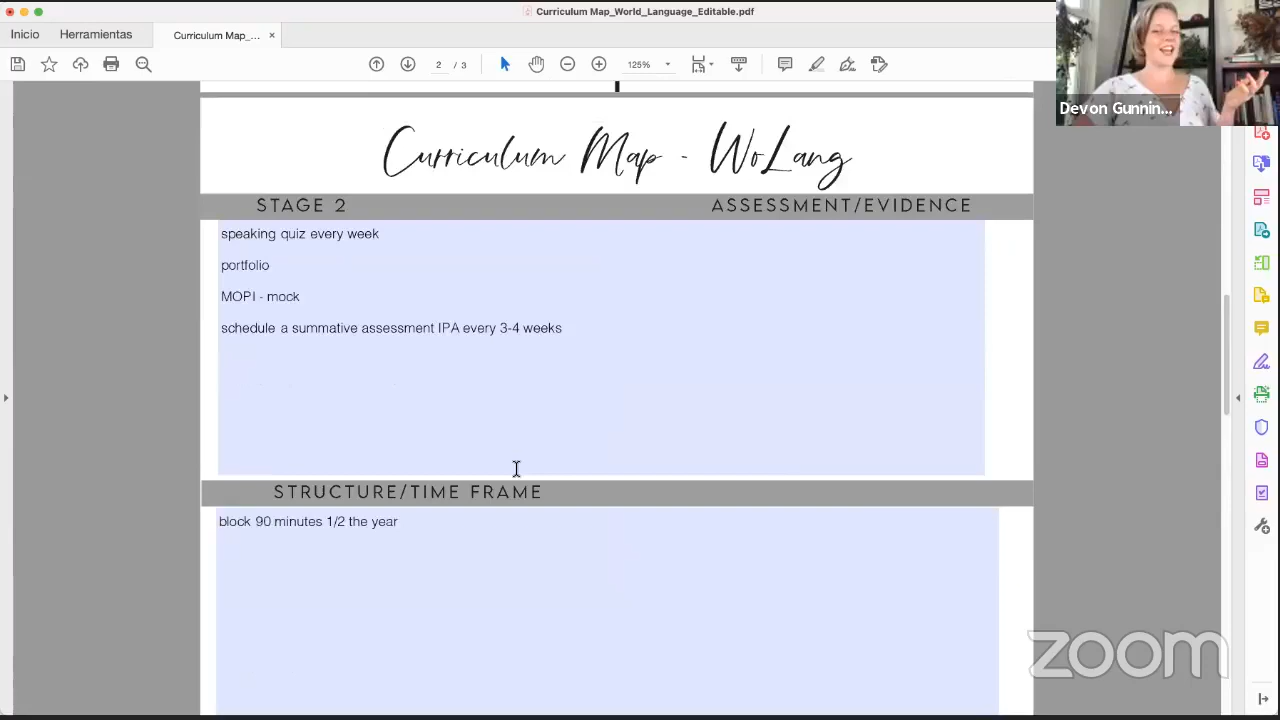 Curriculum Map_World_Language_Editable.pdf
Inicio
Herramientas
Curriculum Map_...
2 / 3
125%
Devon Gunnin...
Curriculum Map - WoLang
STAGE 2
ASSESSMENT/EVIDENCE
speaking quiz every week
portfolio
MOPI - mock
schedule a summative assessment IPA every 3-4 weeks
STRUCTURE/TIME FRAME
block 90 minutes 1/2 the year
zoom